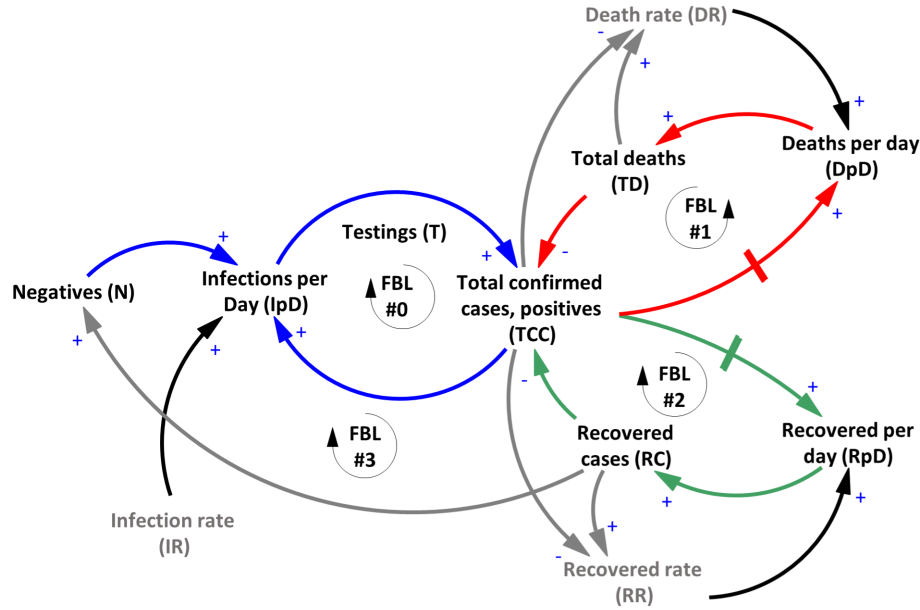 Death rate (DR)
-
+
+
+
Total deaths
(TD)
Deaths per day
(DpD)
FBL
#1
+
-
Testings (T)
+
+
Negatives (N)
Infections per
Day (IpD)
FBL
#0
Total confirmed
cases, positives
(TCC)
+
+
+
FBL
#2
-
+
FBL
#3
Recovered
cases (RC)
Recovered per
day (RpD)
+
+
Infection rate
(IR)
+
-
Recovered rate
(RR)